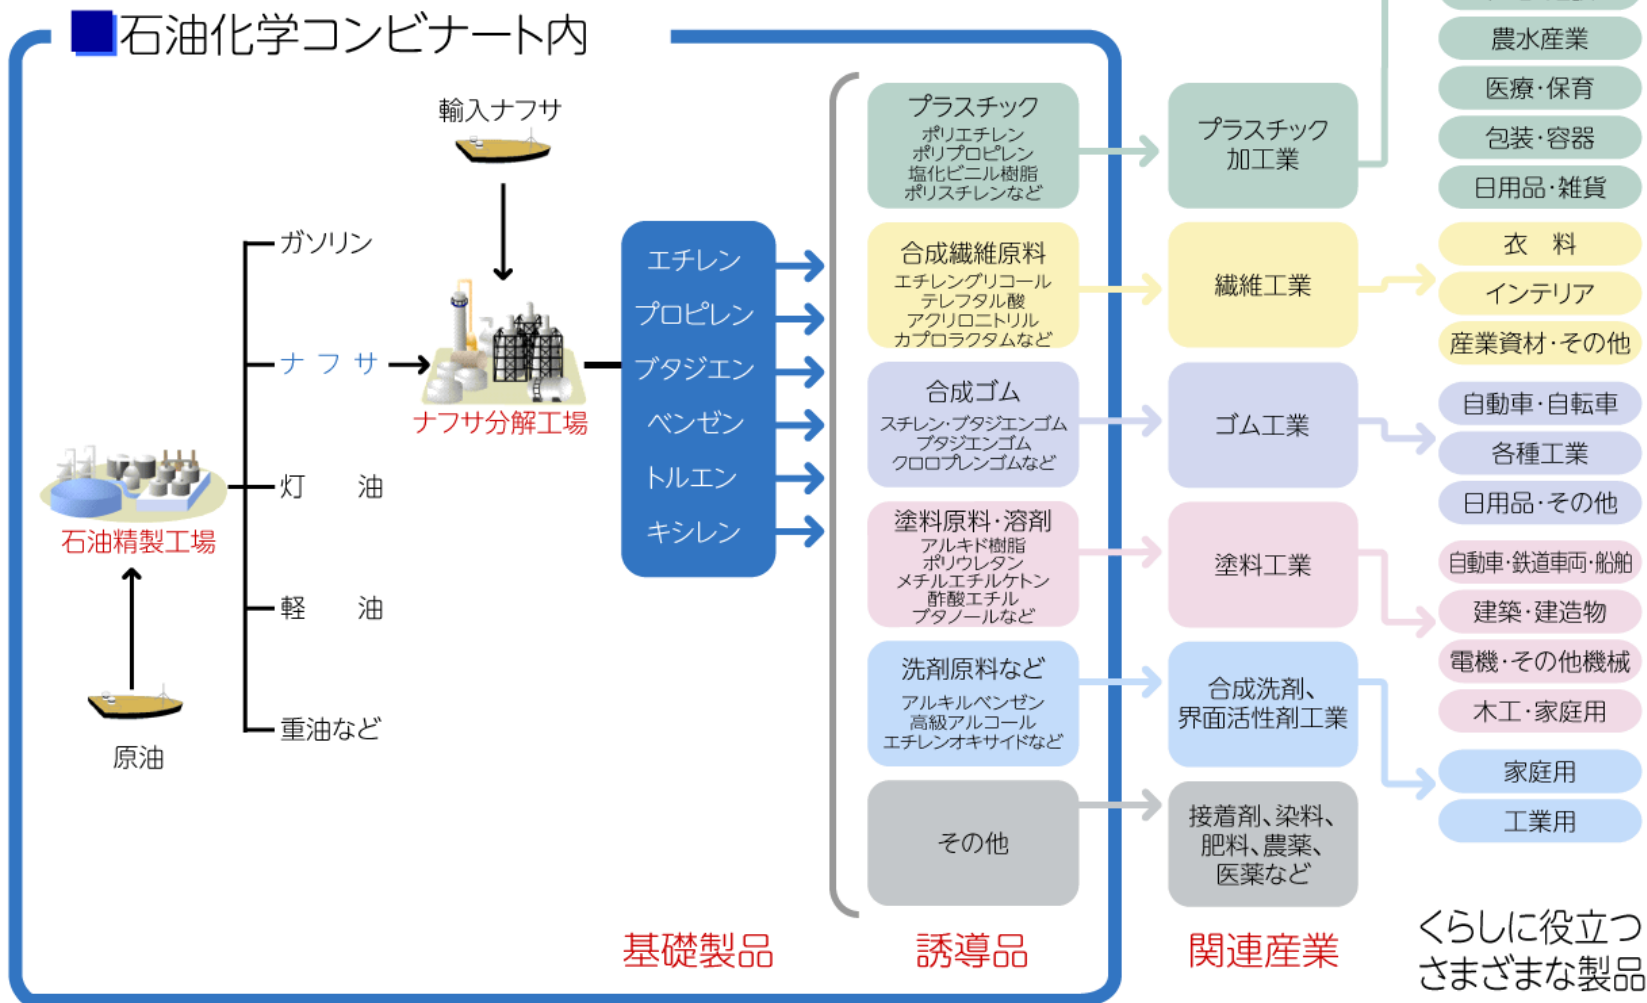 石油化学コンビナート内
輸入ナフサ
ガソリン
ナフサ
灯 油
軽 油
重油など
石油精製工場
原油
ナフサ分解工場
エチレン
プロピレン
ブタジエン
ベンゼン
トルエン
キシレン
基礎製品
プラスチック
ポリエチレン
ポリプロピレン
塩化ビニル樹脂
ポリスチレンなど
合成繊維原料
エチレングリコール
テレフタル酸
アクリロニトリル
カプロラクタムなど
合成ゴム
スチレン・ブタジエンゴム
ブタジエンゴム
クロロプレンゴムなど
塗料原料・溶剤
アルキド樹脂
ポリウレタン
メチルエチルケトン
酢酸エチル
ブタノールなど
洗剤原料など
アルキルベンゼン
高級アルコール
エチレンオキサイドなど
その他
誘導品
プラスチック
加工業
繊維工業
ゴム工業
塗料工業
合成洗剤、
界面活性剤工業
接着剤、染料、
肥料、農薬、
医薬など
関連産業
農水産業
医療・保育
包装・容器
日用品・雑貨
衣 料
インテリア
産業資材・その他
自動車・自転車
各種工業
日用品・その他
自動車・鉄道車両・船舶
建築・建造物
電機・その他機械
木工・家庭用
家庭用
工業用
くらしに役立つ
さまざまな製品